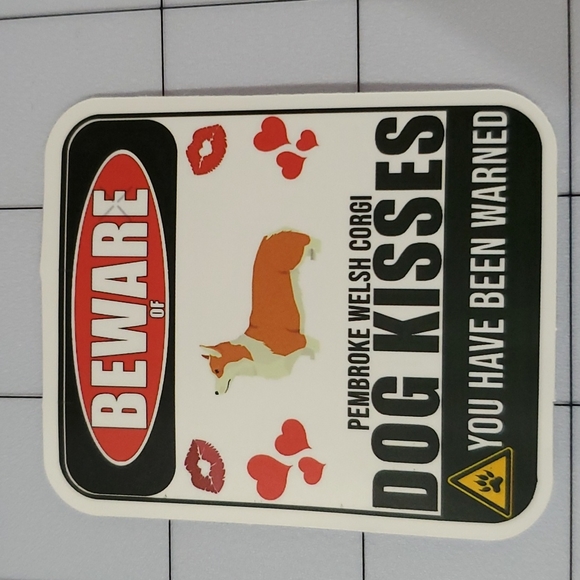 BEWARE
OF
PEMBROKE WELSH CORGI
DOG KISSES
YOU HAVE BEEN WARNED